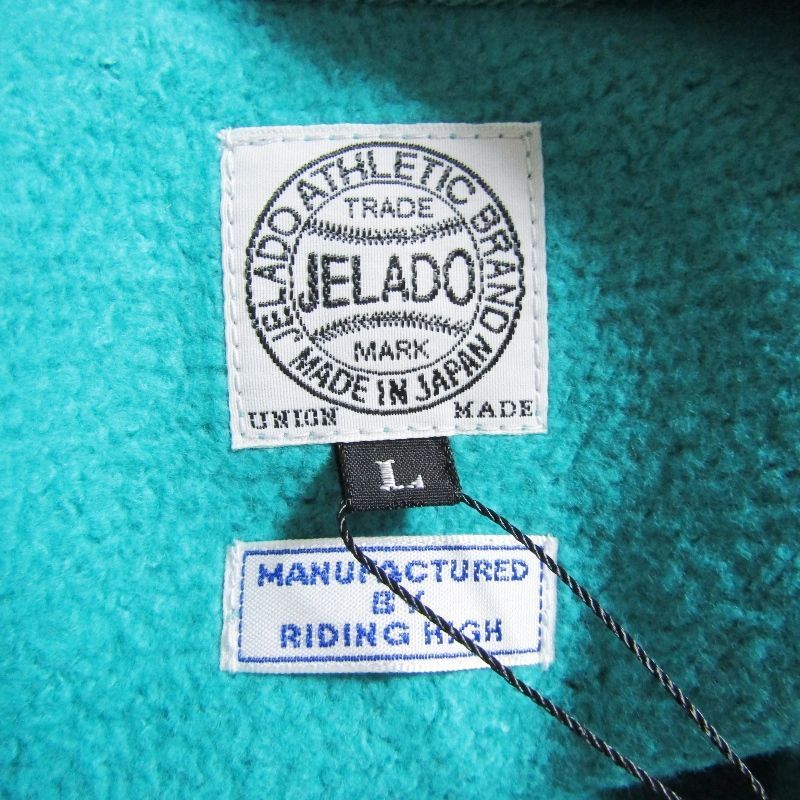 JELADO ATHLETIC BRAND
TRADE
JELADO
MARK
MADE IN JAPAN
UNION MADE
L
MANUFACTURED
BY
RIDING HIGH